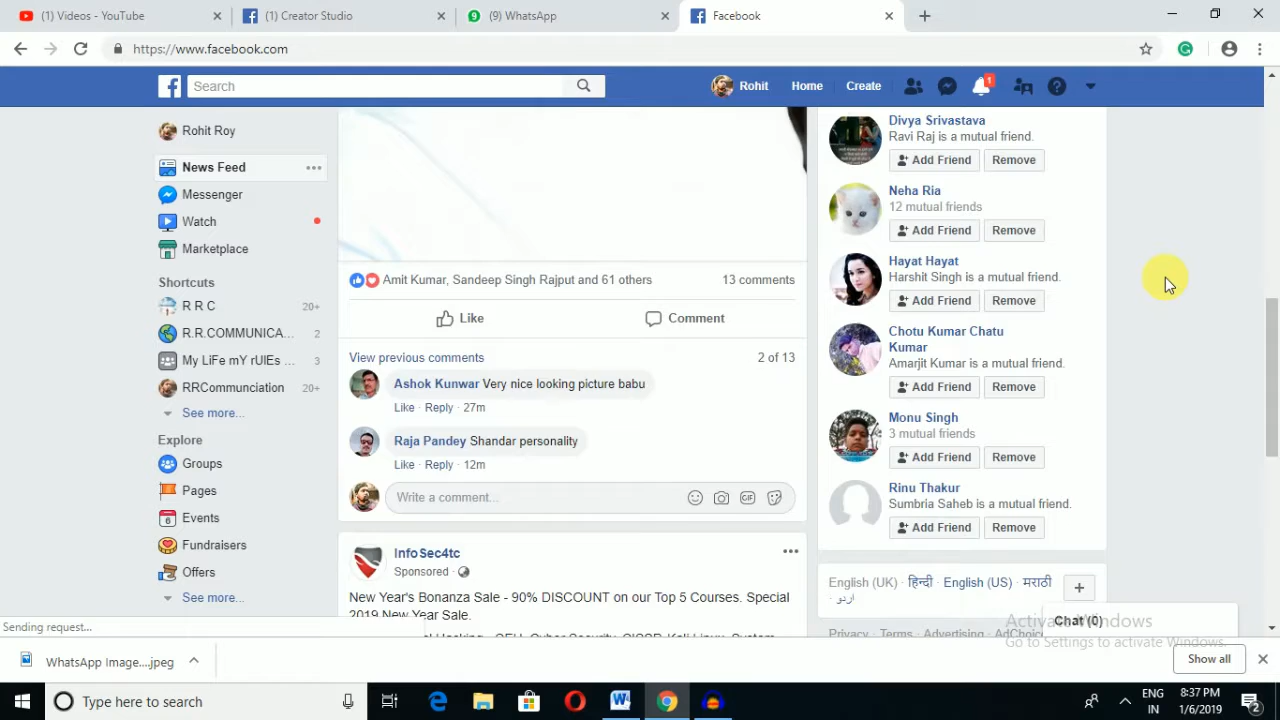 (1) Videos - YouTube
(1) Creator Studio
(9) WhatsApp
Facebook
https://www.facebook.com
Search
Rohit
Home
Create
1
Rohit Roy
News Feed
Messenger
Watch
Marketplace
Shortcuts
R R C 20+
R.R.COMMUNICA... 2
My LiFe mY rUlEs ... 3
RRCommunciation 20+
See more...
Explore
Groups
Pages
Events
Fundraisers
Offers
See more...
Sending request...
Amit Kumar, Sandeep Singh Rajput and 61 others 13 comments
Like Comment
View previous comments 2 of 13
Ashok Kunwar Very nice looking picture babu
Like · Reply · 27m
Raja Pandey Shandar personality
Like · Reply · 12m
Write a comment...
GIF
InfoSec4tc
Sponsored ·
New Year's Bonanza Sale - 90% DISCOUNT on our Top 5 Courses. Special
2019 New Year Sale.
Divya Srivastava
Ravi Raj is a mutual friend.
Add Friend Remove
Neha Ria
12 mutual friends
Add Friend Remove
Hayat Hayat
Harshit Singh is a mutual friend.
Add Friend Remove
Chotu Kumar Chatu
Kumar
Amarjit Kumar is a mutual friend.
Add Friend Remove
Monu Singh
3 mutual friends
Add Friend Remove
Rinu Thakur
Sumbria Saheb is a mutual friend.
Add Friend Remove
English (UK) · हिन्दी · English (US) · मराठी
· اردو
Privacy · Terms · Advertising · AdChoic
Chat (0)
Activate Windows
Go to Settings to activate Windows.
WhatsApp Image....jpeg
Show all
Type here to search
ENG
IN
8:37 PM
1/6/2019
2